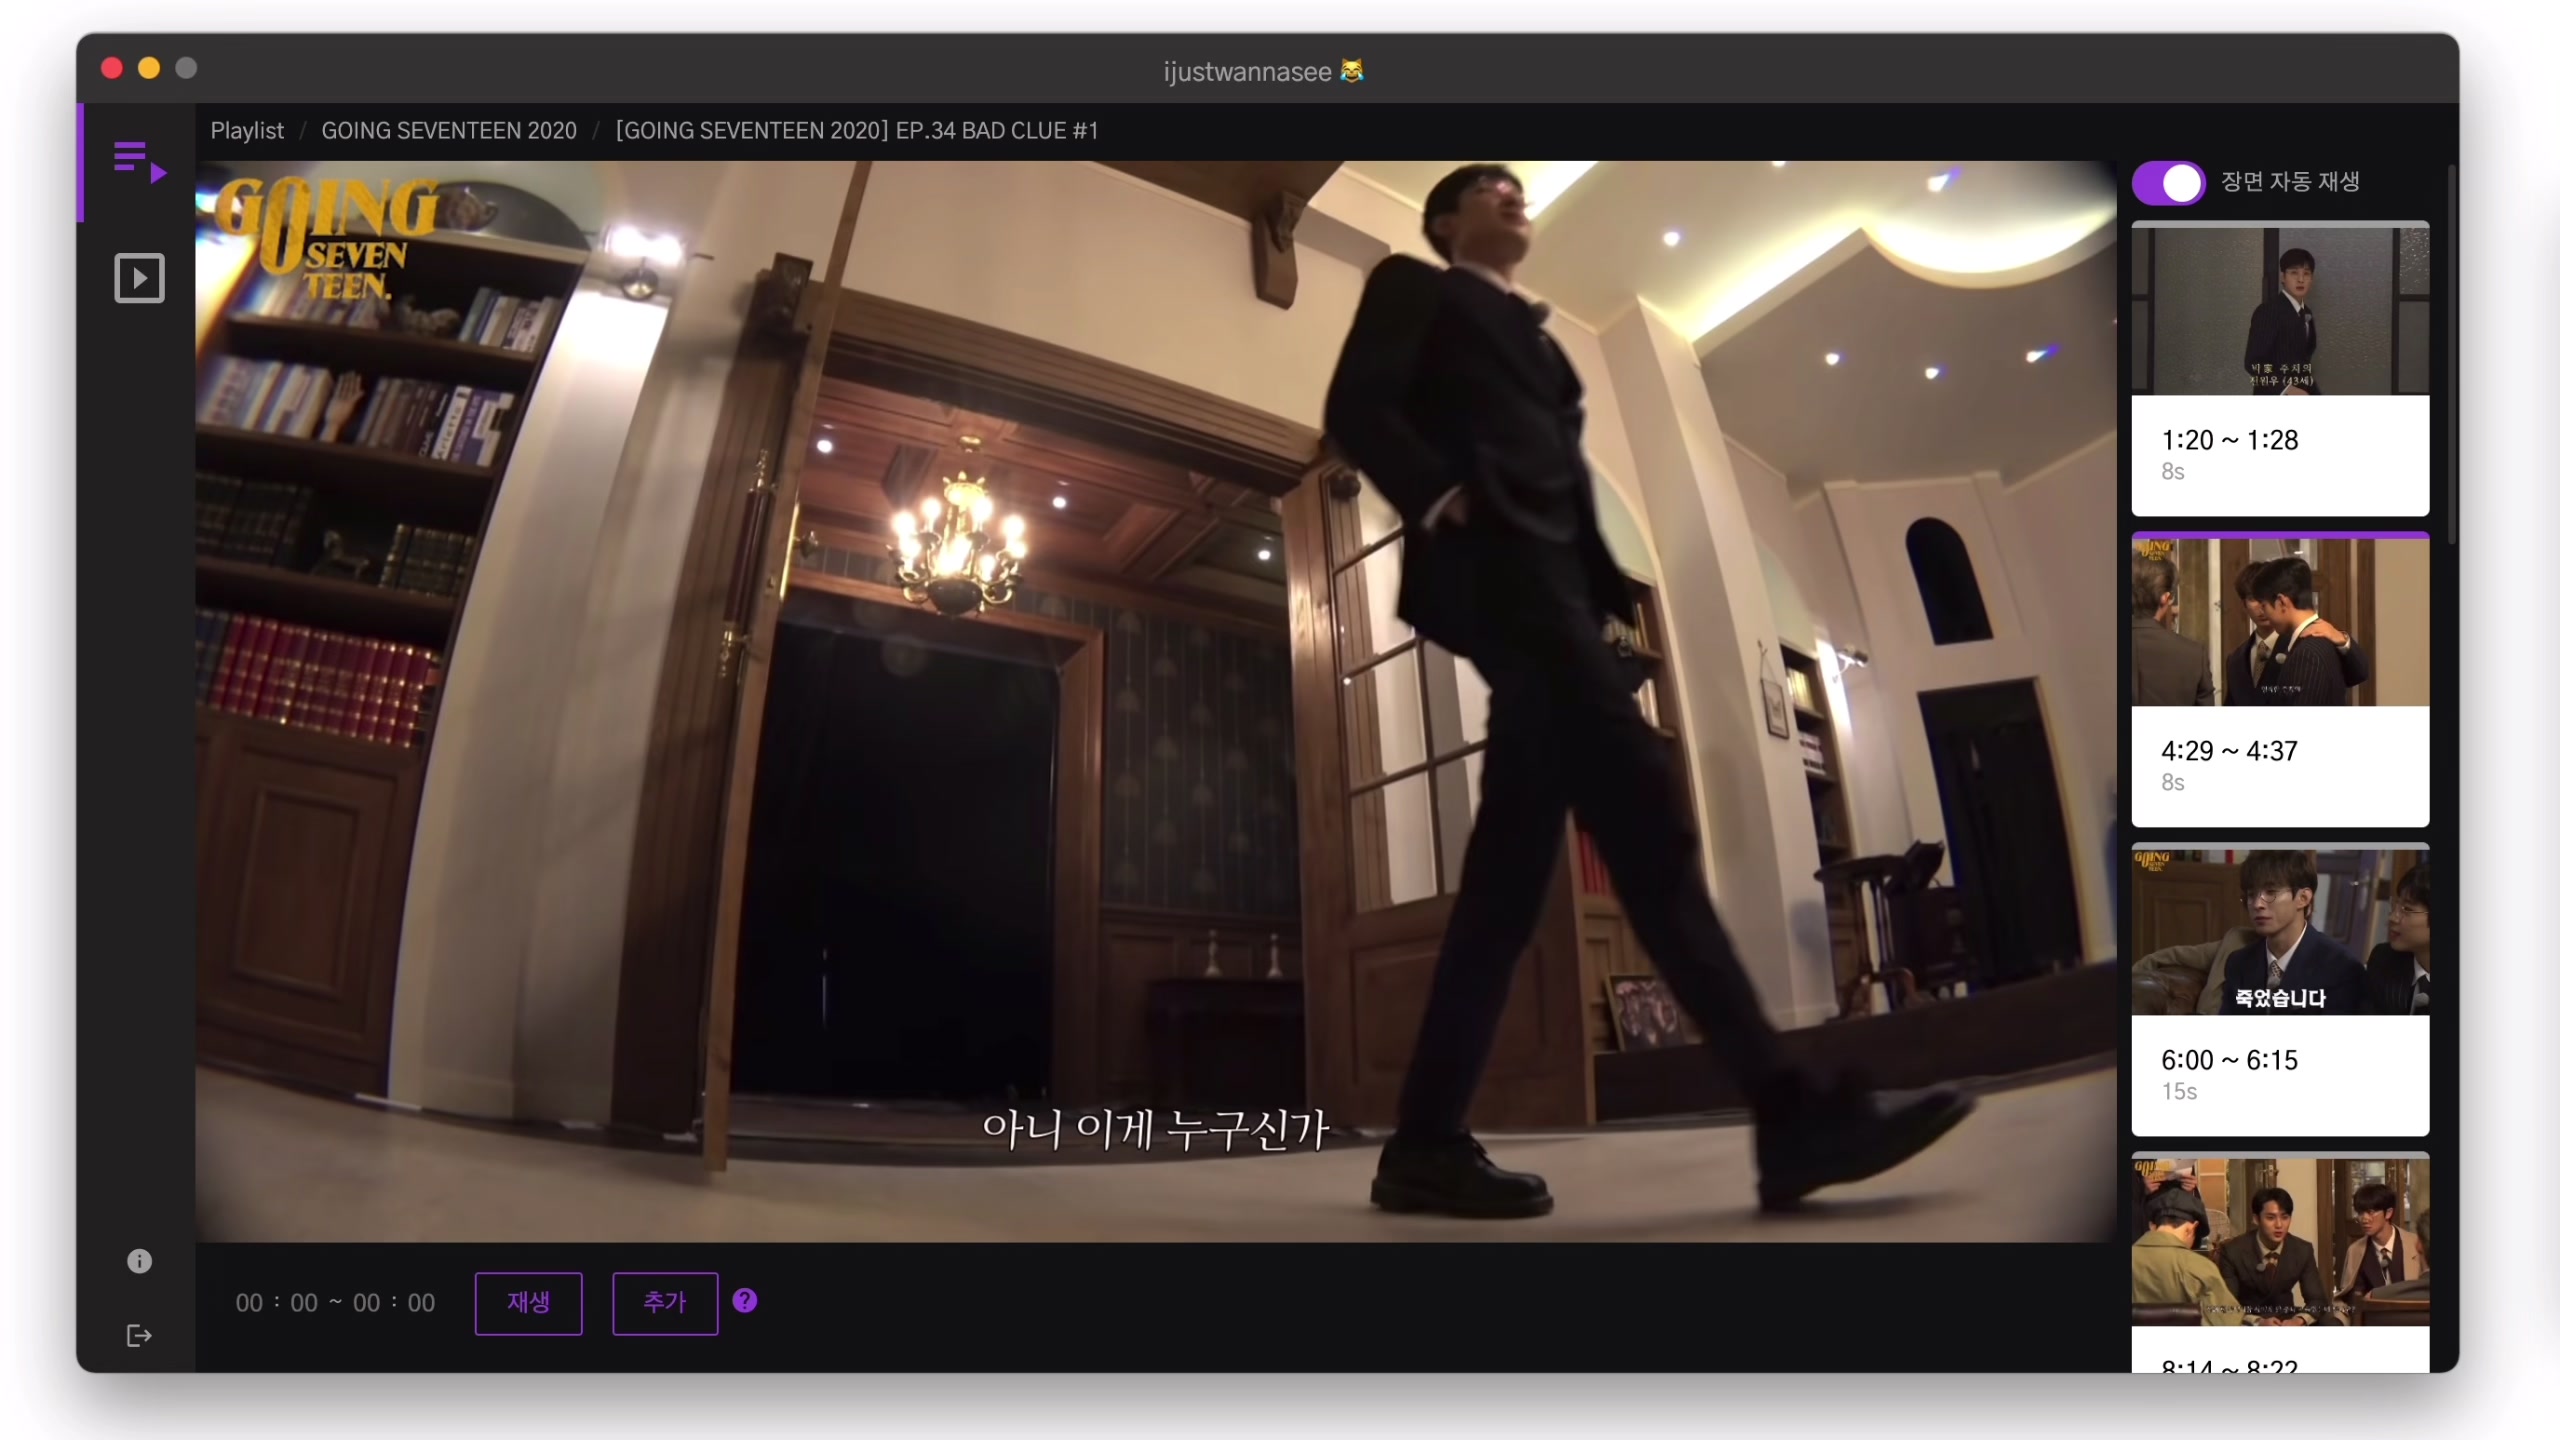 ijustwannasee 😹
Playlist / GOING SEVENTEEN 2020 / [GOING SEVENTEEN 2020] EP.34 BAD CLUE #1
GOING
SEVEN
TEEN.
아니 이게 누구신가
00 : 00 ~ 00 : 00
재생
추가
?
장면 자동 재생
1:20 ~ 1:28
8s
4:29 ~ 4:37
8s
GOING
죽었습니다
6:00 ~ 6:15
15s
8:14 ~ 8:22